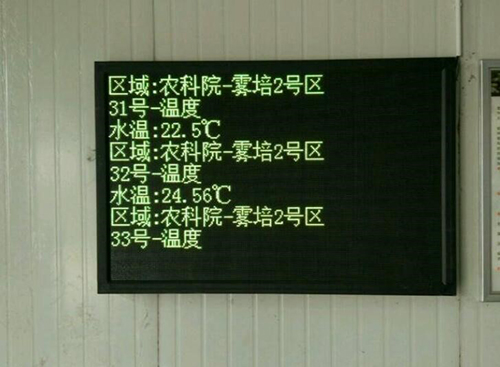 区域:农科院-雾培2号区
31号-温度
水温:22.5℃
区域:农科院-雾培2号区
32号-温度
水温:24.56℃
区域:农科院-雾培2号区
33号-温度